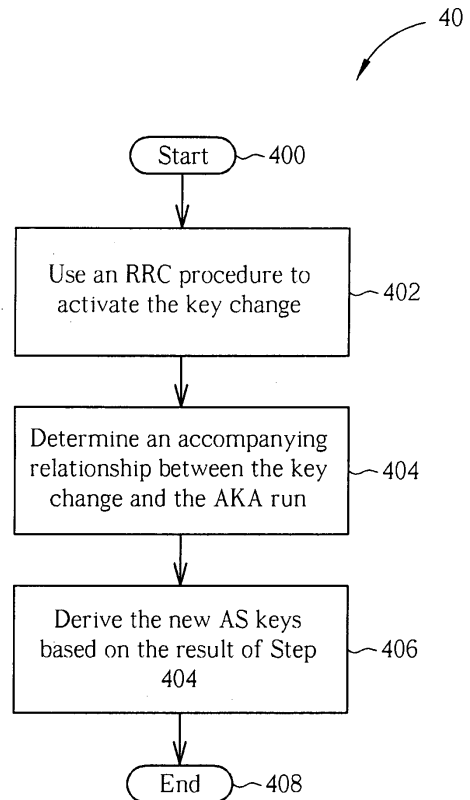 40
Start 400
Use an RRC procedure to
activate the key change 402
Determine an accompanying
relationship between the key 404
change and the AKA run
Derive the new AS keys
based on the result of Step 406
404
End 408